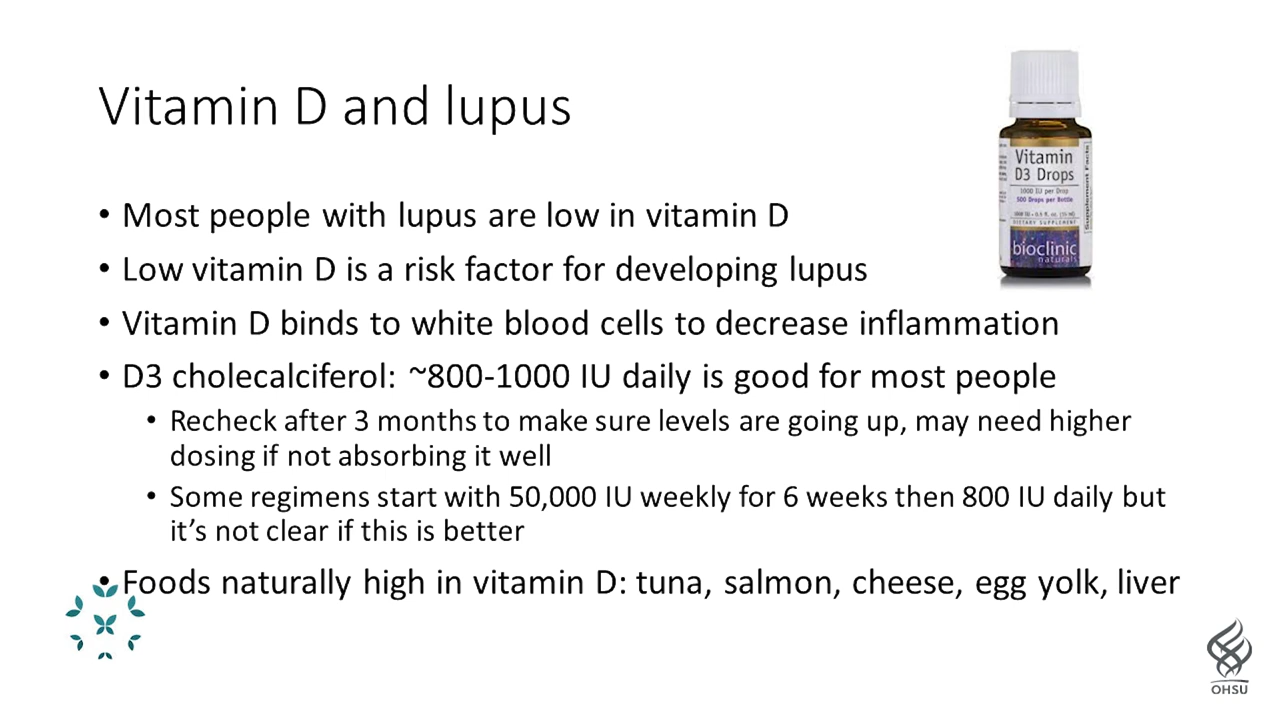 Vitamin D and lupus
Vitamin
D3 Drops
1000 IU per Drop
500 Drops per Bottle
DIETARY SUPPLEMENT
bioclinic
naturals
Supplement Facts
• Most people with lupus are low in vitamin D
• Low vitamin D is a risk factor for developing lupus
• Vitamin D binds to white blood cells to decrease inflammation
• D3 cholecalciferol: ~800-1000 IU daily is good for most people
• Recheck after 3 months to make sure levels are going up, may need higher
dosing if not absorbing it well
• Some regimens start with 50,000 IU weekly for 6 weeks then 800 IU daily but
it’s not clear if this is better
• Foods naturally high in vitamin D: tuna, salmon, cheese, egg yolk, liver
OHSU